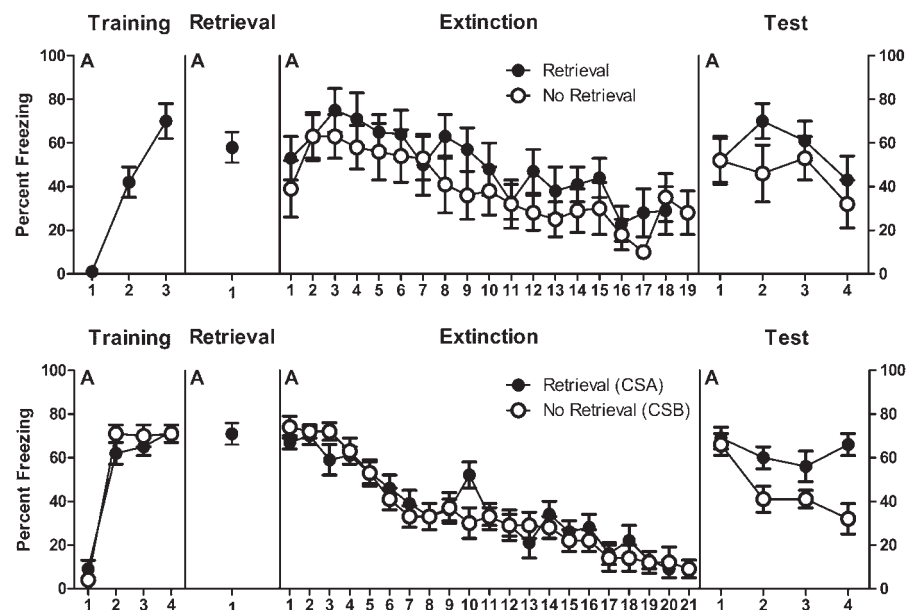 Training Retrieval Extinction Test
100 A A A A 100
Retrieval
No Retrieval
80 80
60 60
40 40
20 20
0 0
Percent Freezing
1 2 3 1 1 2 3 4 5 6 7 8 9 10 11 12 13 14 15 16 17 18 19 1 2 3 4
Training Retrieval Extinction Test
100 A A A A 100
Retrieval (CSA)
No Retrieval (CSB)
80 80
60 60
40 40
20 20
0 0
Percent Freezing
1 2 3 4 1 1 2 3 4 5 6 7 8 9 10 11 12 13 14 15 16 17 18 19 20 21 1 2 3 4